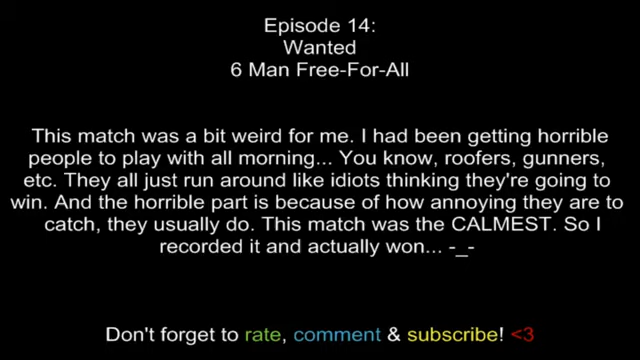 Episode 14:
Wanted
6 Man Free-For-All
This match was a bit weird for me. I had been getting horrible
people to play with all morning... You know, roofers, gunners,
etc. They all just run around like idiots thinking they're going to
win. And the horrible part is because of how annoying they are to
catch, they usually do. This match was the CALMEST. So I
recorded it and actually won... -_-
Don't forget to rate, comment & subscribe! <3